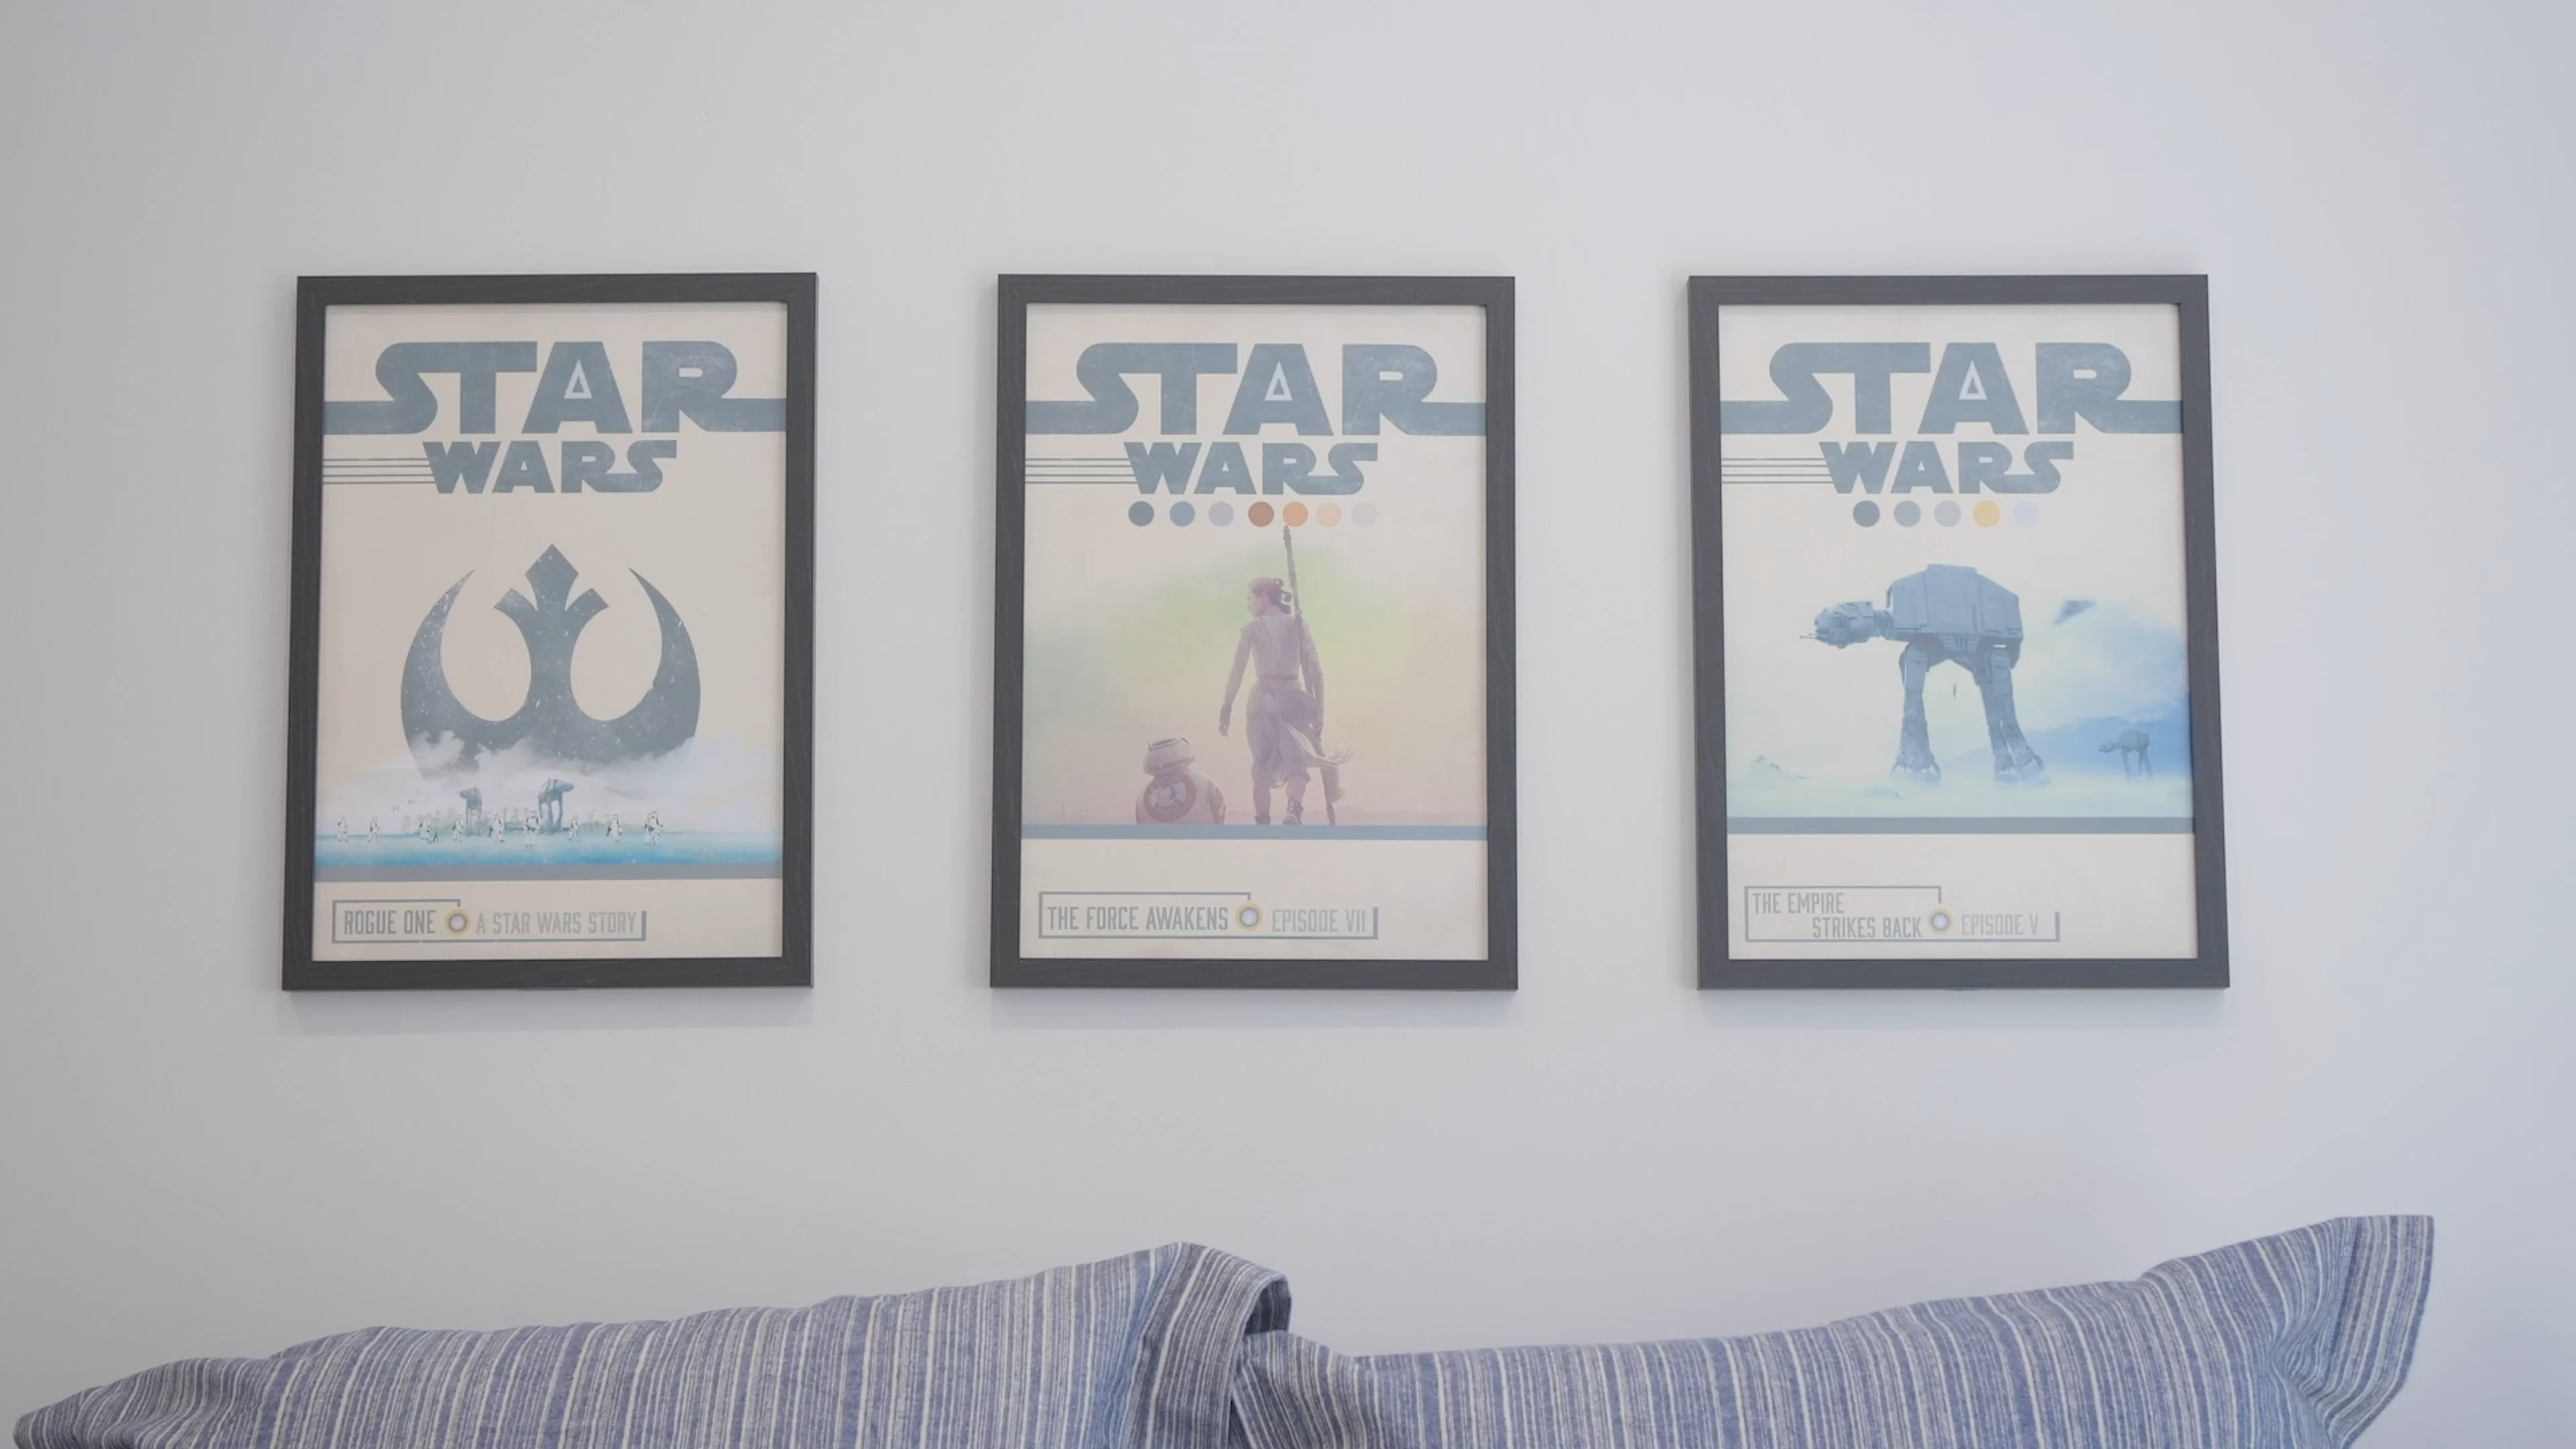 STAR
WARS
ROGUE ONE A STAR WARS STORY
STAR
WARS
THE FORCE AWAKENS EPISODE VII
STAR
WARS
THE EMPIRE
STRIKES BACK EPISODE V